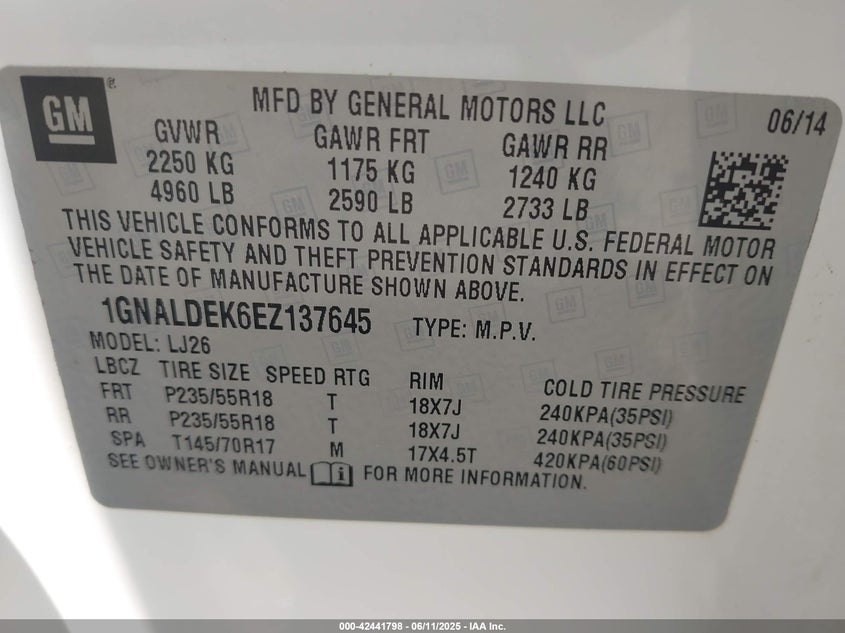 GM®
MFD BY GENERAL MOTORS LLC
06/14
GVWR GAWR FRT GAWR RR
2250 KG 1175 KG 1240 KG
4960 LB 2590 LB 2733 LB
THIS VEHICLE CONFORMS TO ALL APPLICABLE U.S. FEDERAL MOTOR
VEHICLE SAFETY AND THEFT PREVENTION STANDARDS IN EFFECT ON
THE DATE OF MANUFACTURE SHOWN ABOVE.
1GNALDEK6EZ137645 TYPE: M.P.V.
MODEL: LJ26
LBCZ TIRE SIZE SPEED RTG RIM COLD TIRE PRESSURE
FRT P235/55R18 T 18X7J 240KPA(35PSI)
RR P235/55R18 T 18X7J 240KPA(35PSI)
SPA T145/70R17 M 17X4.5T 420KPA(60PSI)
SEE OWNER'S MANUAL FOR MORE INFORMATION.
000-42441798 - 06/11/2025 - IAA Inc.